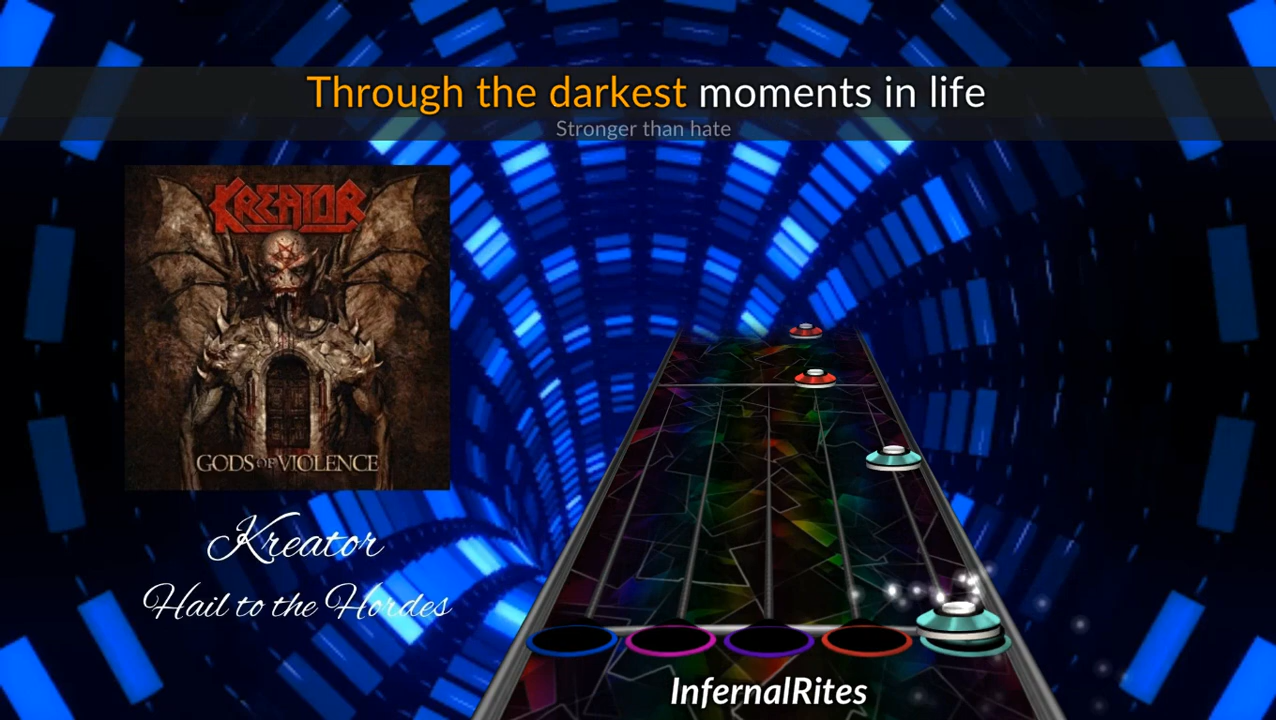 Through the darkest moments in life
Stronger than hate
KREATOR
GODS OF VIOLENCE
Kreator
Hail to the Hordes
InfernalRites